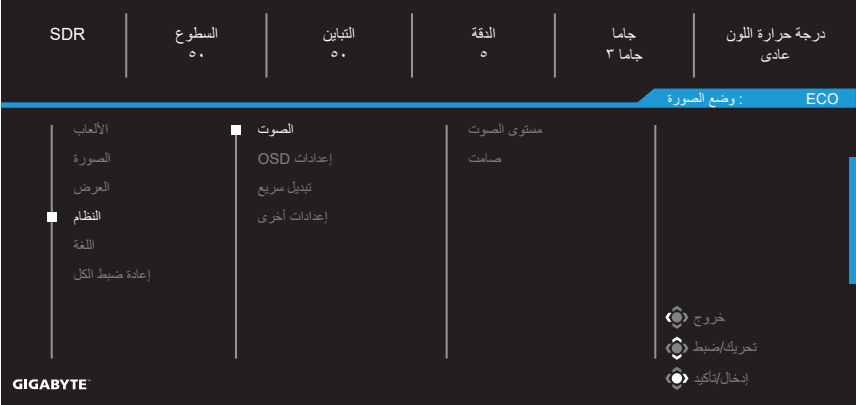 SDR
السطوع
٥٠
التباين
٥٠
الدقة
٥
جاما
جاما ٣
درجة حرارة اللون
عادى
وضع الصورة : ECO
الألعاب
الصورة
العرض
النظام
اللغة
إعادة ضبط الكل
الصوت
إعدادات OSD
تبديل سريع
إعدادات أخرى
مستوى الصوت
صامت
خروج
تحريك/ضبط
إدخال/تأكيد
GIGABYTE™